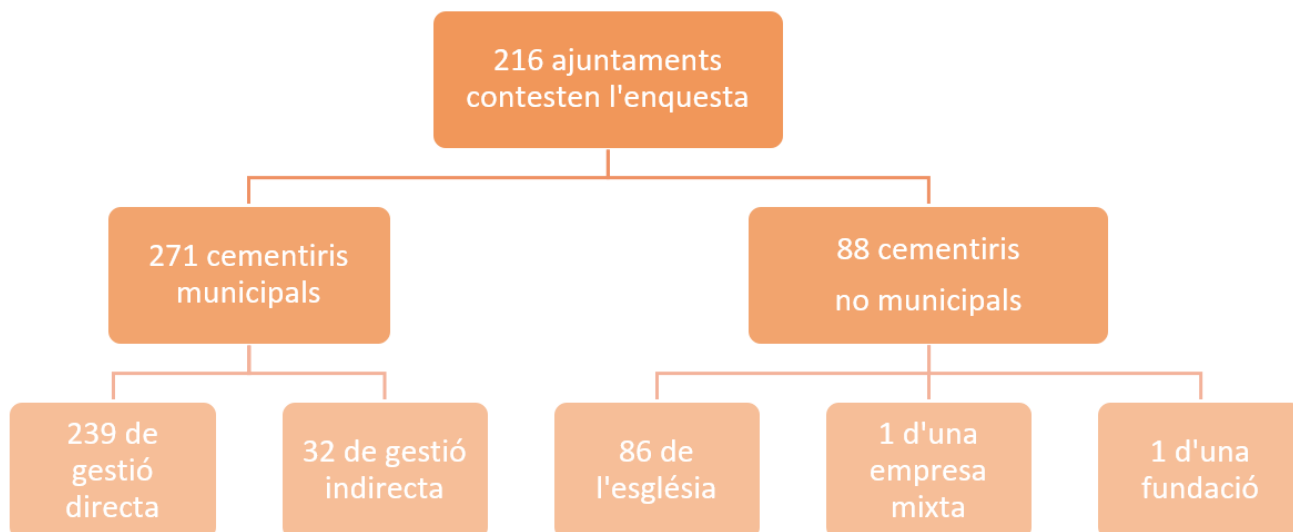 216 ajuntaments
contesten l'enquesta
271 cementiris
municipals
88 cementiris
no municipals
239 de
gestió
directa
32 de gestió
indirecta
86 de
l'església
1 d'una
empresa
mixta
1 d'una
fundació